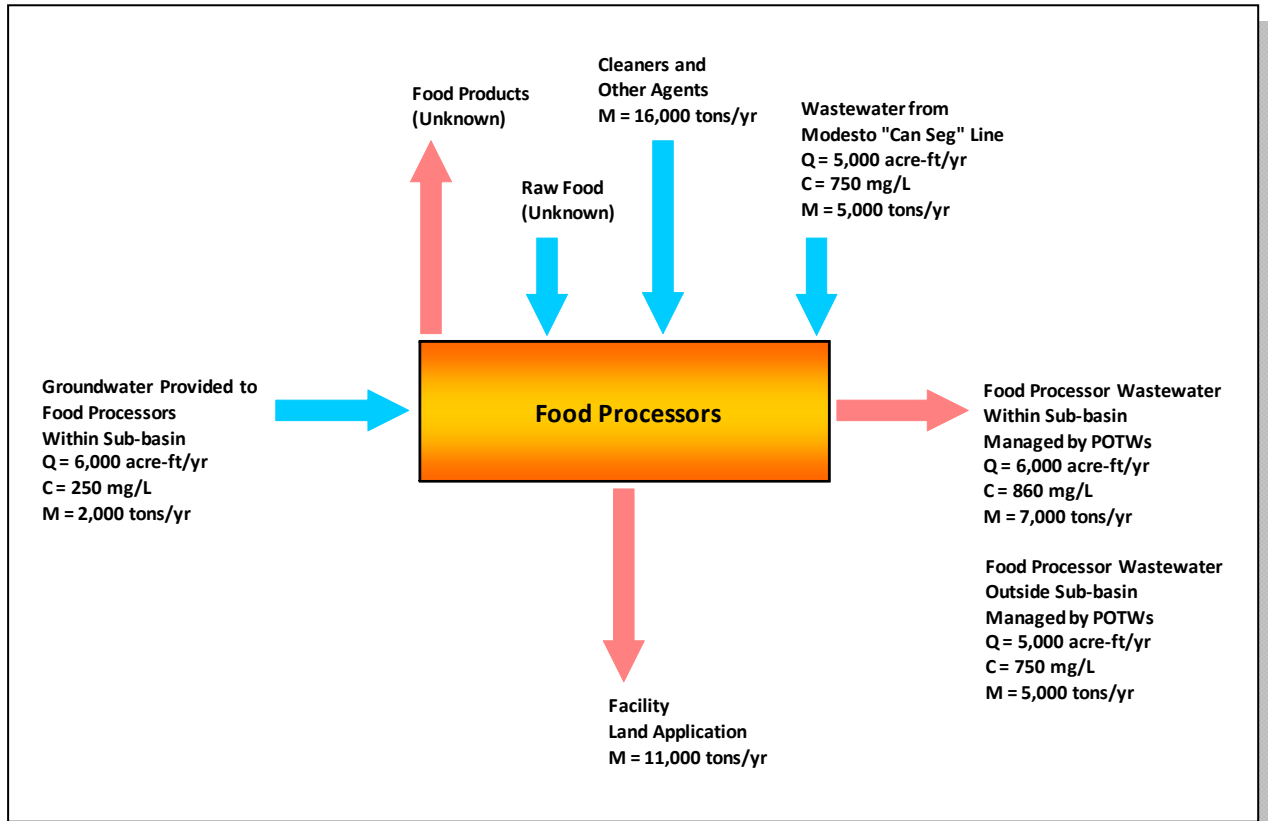 Food Products
(Unknown)
Raw Food
(Unknown)
Cleaners and
Other Agents
M = 16,000 tons/yr
Wastewater from
Modesto "Can Seg" Line
Q = 5,000 acre-ft/yr
C = 750 mg/L
M = 5,000 tons/yr
Groundwater Provided to
Food Processors
Within Sub-basin
Q = 6,000 acre-ft/yr
C = 250 mg/L
M = 2,000 tons/yr
Food Processors
Food Processor Wastewater
Within Sub-basin
Managed by POTWs
Q = 6,000 acre-ft/yr
C = 860 mg/L
M = 7,000 tons/yr
Food Processor Wastewater
Outside Sub-basin
Managed by POTWs
Q = 5,000 acre-ft/yr
C = 750 mg/L
M = 5,000 tons/yr
Facility
Land Application
M = 11,000 tons/yr